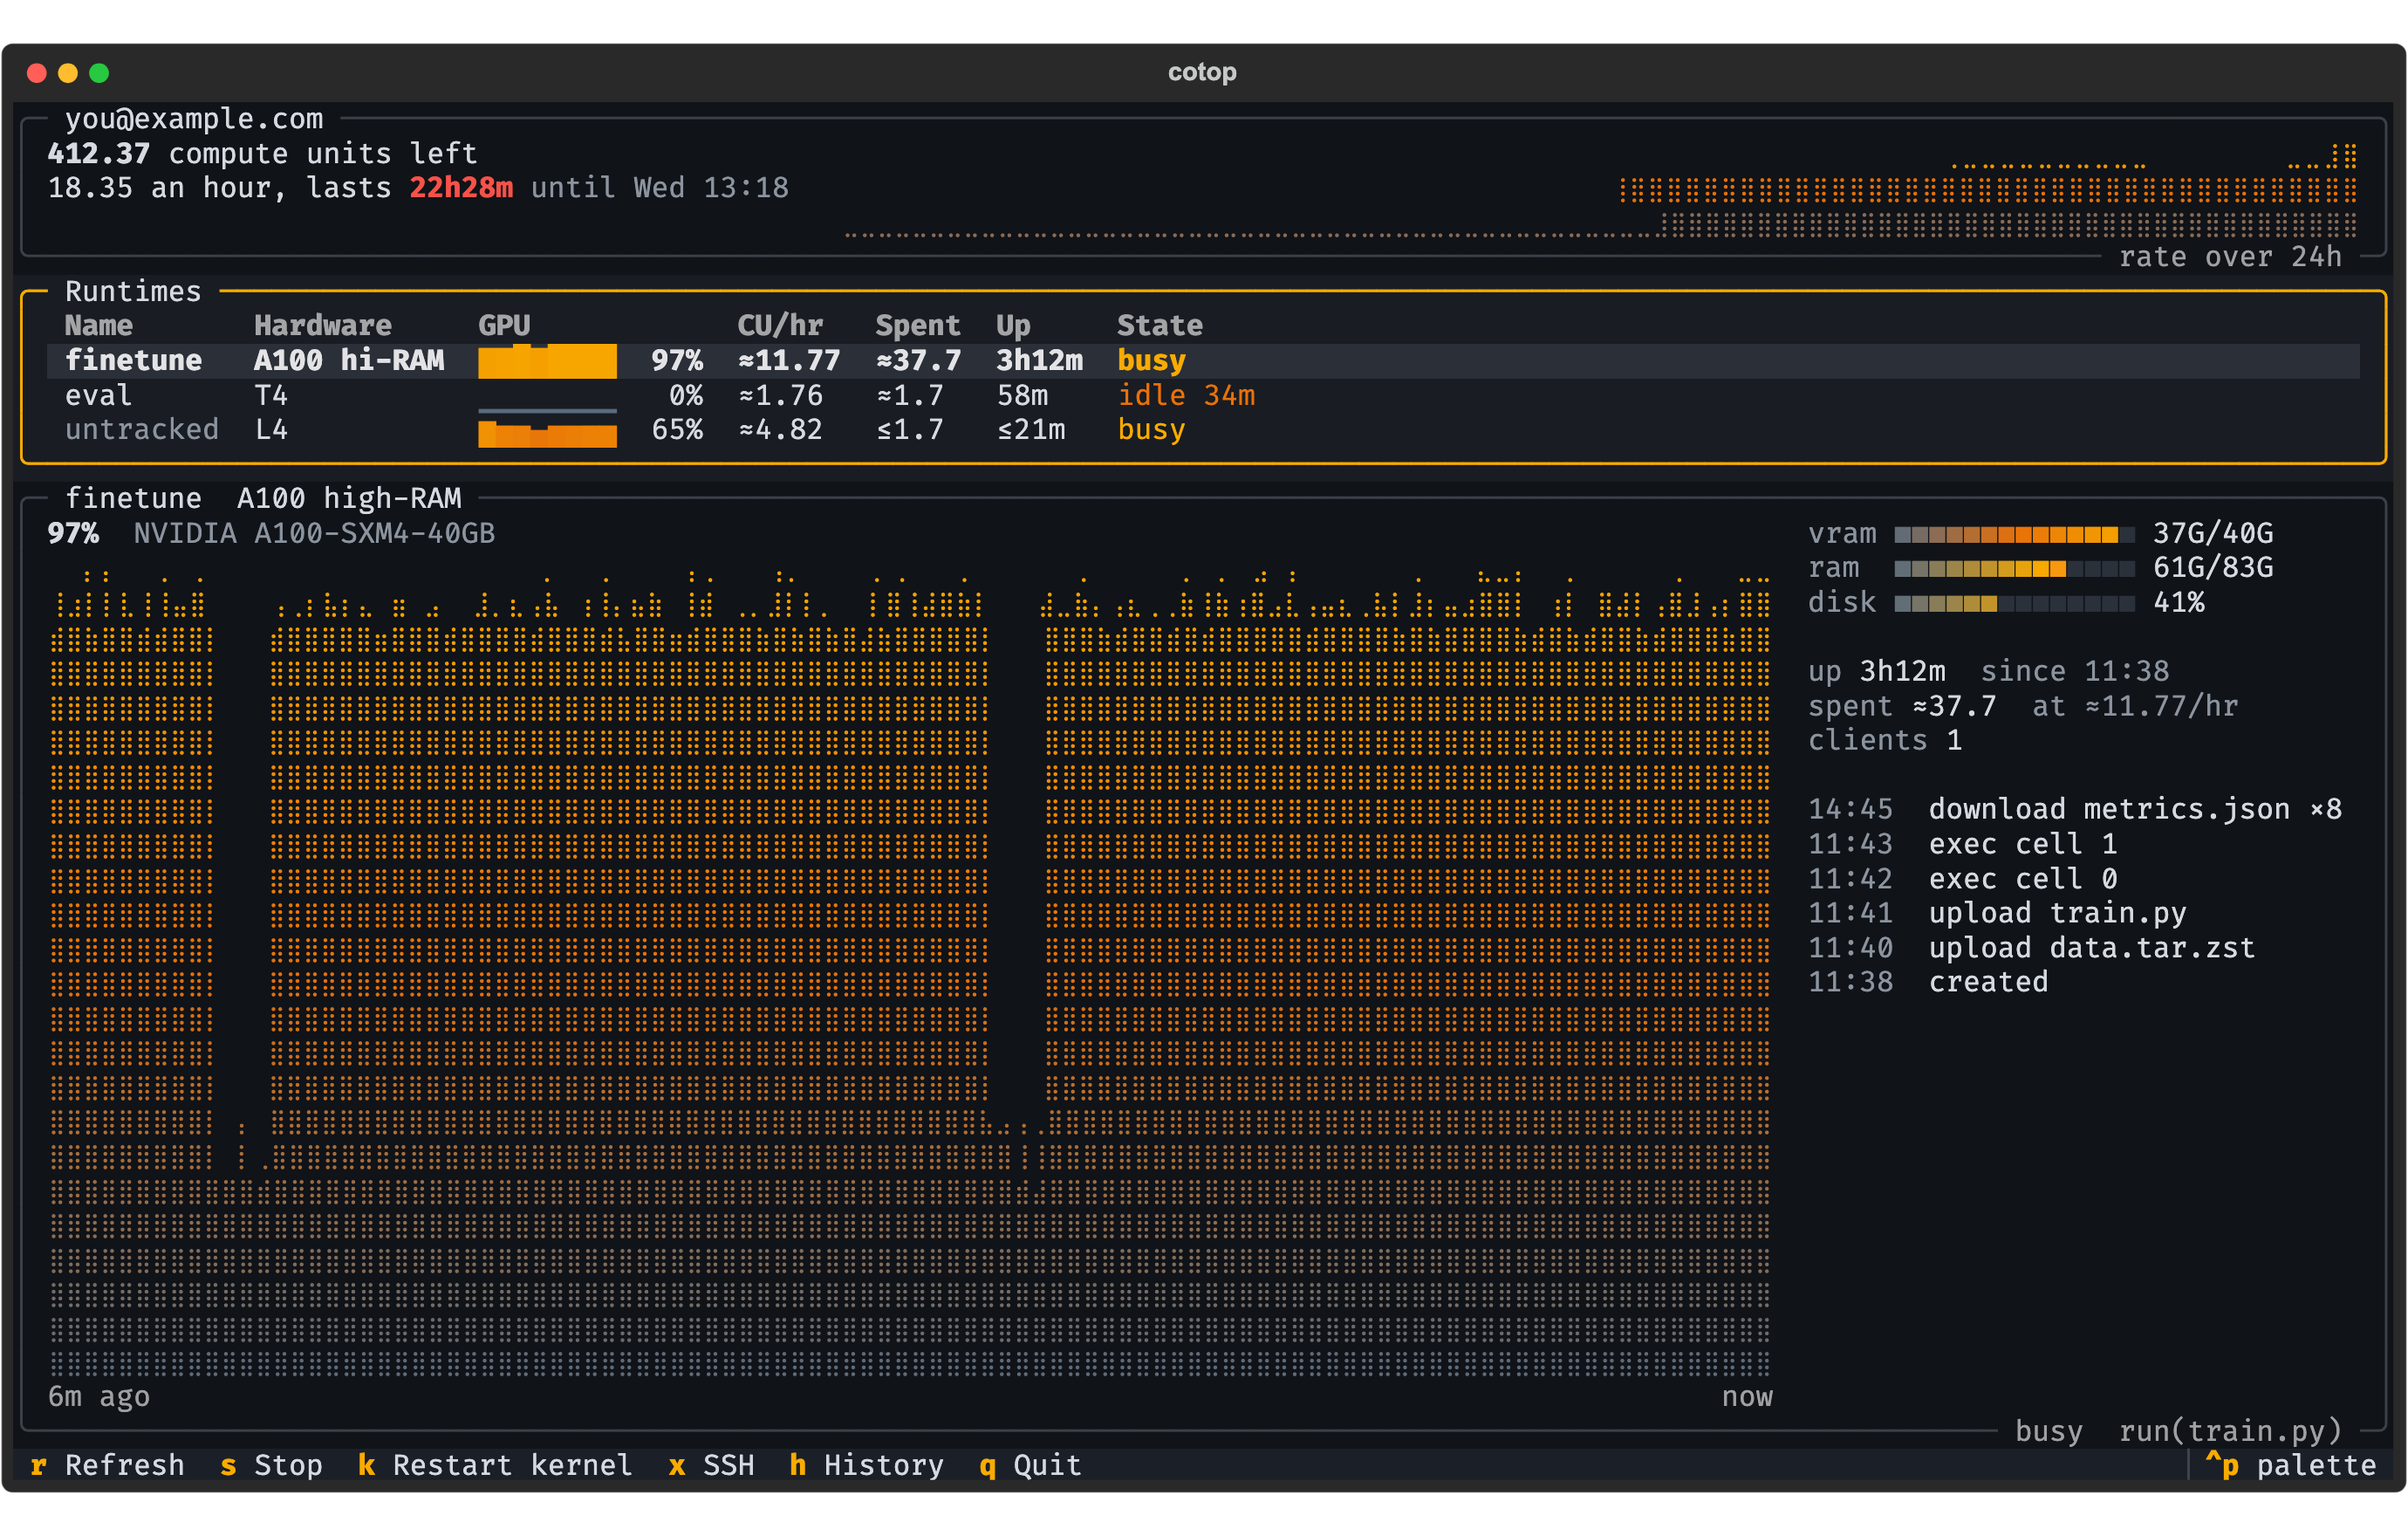 cotop
you@example.com
412.37 compute units left
18.35 an hour, lasts 22h28m until Wed 13:18
rate over 24h
Runtimes
Name Hardware GPU CU/hr Spent Up State
finetune A100 hi-RAM 97% ≈11.77 ≈37.7 3h12m busy
eval T4 0% ≈1.76 ≈1.7 58m idle 34m
untracked L4 65% ≈4.82 ≤1.7 ≤21m busy
finetune A100 high-RAM
97% NVIDIA A100-SXM4-40GB
vram 37G/40G
ram 61G/83G
disk 41%
up 3h12m since 11:38
spent ≈37.7 at ≈11.77/hr
clients 1
14:45 download metrics.json ×8
11:43 exec cell 1
11:42 exec cell 0
11:41 upload train.py
11:40 upload data.tar.zst
11:38 created
6m ago now
busy run(train.py)
r Refresh s Stop k Restart kernel x SSH h History q Quit ^p palette